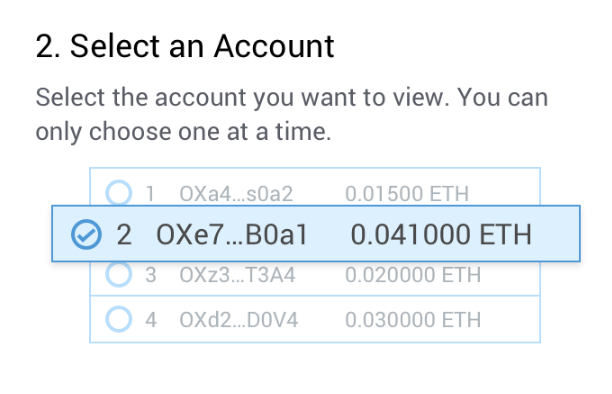 2. Select an Account
Select the account you want to view. You can
only choose one at a time.
1 OXa4...s0a2 0.01500 ETH
2 OXe7...B0a1 0.041000 ETH
3 OXz3...T3A4 0.020000 ETH
4 OXd2...D0V4 0.030000 ETH